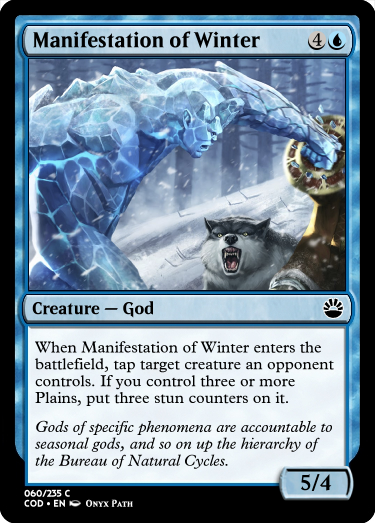 Manifestation of Winter 4
Creature — God
When Manifestation of Winter enters the
battlefield, tap target creature an opponent
controls. If you control three or more
Plains, put three stun counters on it.
Gods of specific phenomena are accountable to
seasonal gods, and so on up the hierarchy of
the Bureau of Natural Cycles.
5/4
060/235 C
COD • EN Onyx Path